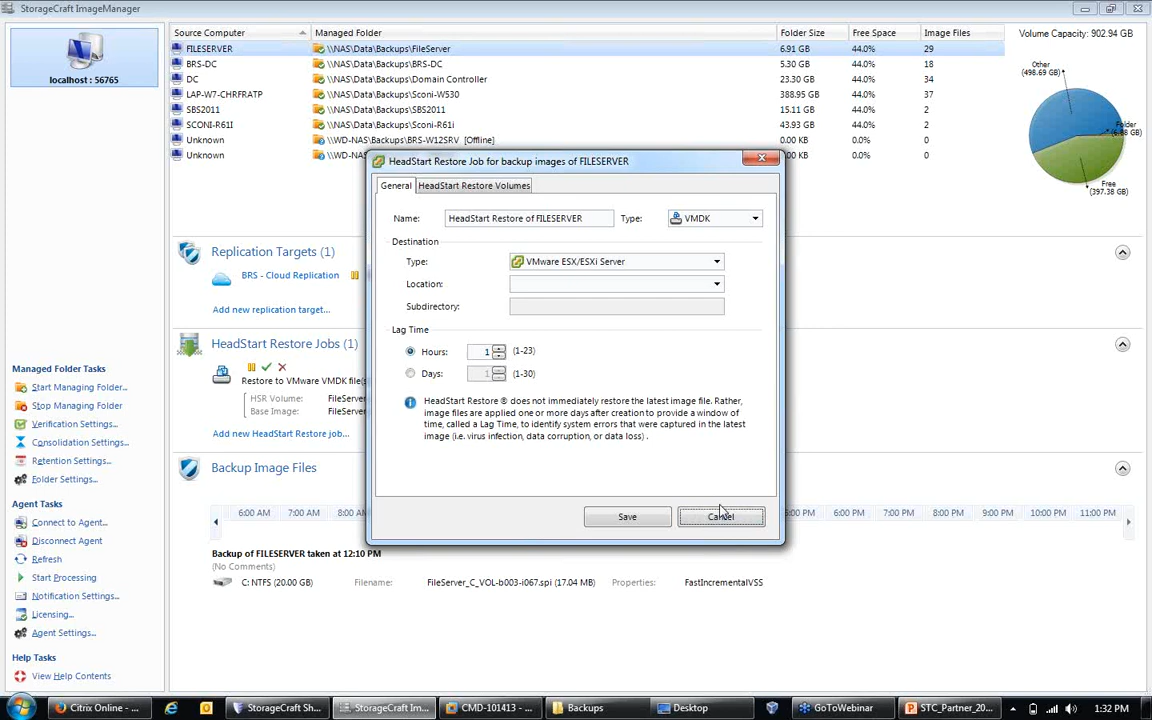 StorageCraft ImageManager
Source Computer Managed Folder Folder Size Free Space Image Files Volume Capacity: 902.94 GB
FILESERVER \\NAS\Data\Backups\FileServer 6.91 GB 44.0% 29
BRS-DC \\NAS\Data\Backups\BRS-DC 5.30 GB 44.0% 18
DC \\NAS\Data\Backups\Domain Controller 23.30 GB 44.0% 34
LAP-W7-CHRFRATP \\NAS\Data\Backups\Sconi-W530 388.95 GB 44.0% 37
SBS2011 \\NAS\Data\Backups\SBS2011 15.11 GB 44.0% 2
SCONI-R61I \\NAS\Data\Backups\Sconi-R61i 43.93 GB 44.0% 2
Unknown \\WD-NAS\Data\Backups\BRS-W12SRV [Offline] 0.00 KB 0.0% 0
Unknown \\WD-N 0.00 KB 0.0% 0
localhost : 56765
Other
(498.69 GB)
Folder
Free
(397.38 GB)
HeadStart Restore Job for backup images of FILESERVER
General HeadStart Restore Volumes
Name: HeadStart Restore of FILESERVER Type: VMDK
Destination
Type: VMware ESX/ESXi Server
Location:
Subdirectory:
Lag Time
Hours: 1 (1-23)
Days: 1 (1-30)
HeadStart Restore ® does not immediately restore the latest image file. Rather,
image files are applied one or more days after creation to provide a window of
time, called a Lag Time, to identify system errors that were captured in the latest
image (i.e. virus infection, data corruption, or data loss) .
Save Cancel
Replication Targets (1)
BRS - Cloud Replication
Add new replication target...
HeadStart Restore Jobs (1)
Restore to VMware VMDK file(s)
HSR Volume: FileServ
Base Image: FileServ
Add new HeadStart Restore job...
Backup Image Files
6:00 AM 7:00 AM 8:00 A 5:00 PM 6:00 PM 7:00 PM 8:00 PM 9:00 PM 10:00 PM 11:00 PM
Backup of FILESERVER taken at 12:10 PM
(No Comments)
C: NTFS (20.00 GB) Filename: FileServer_C_VOL-b003-i067.spi (17.04 MB) Properties: FastIncrementalVSS
Managed Folder Tasks
Start Managing Folder...
Stop Managing Folder
Verification Settings...
Consolidation Settings...
Retention Settings...
Folder Settings...
Agent Tasks
Connect to Agent...
Disconnect Agent
Refresh
Start Processing
Notification Settings...
Licensing...
Agent Settings...
Help Tasks
View Help Contents
Citrix Online - ... StorageCraft Sh... StorageCraft Im... CMD-101413 - ... Backups Desktop GoToWebinar STC_Partner_20... 1:32 PM